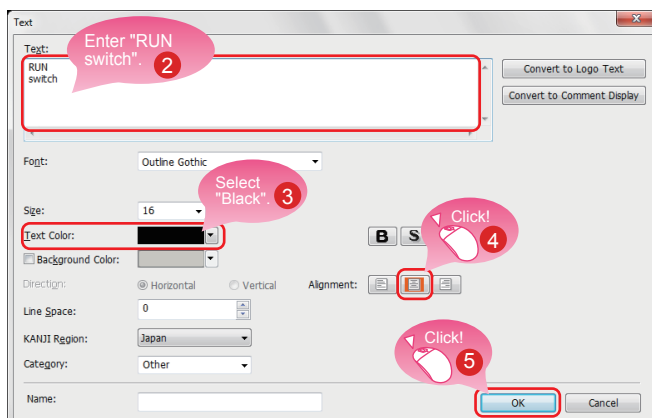 Text
Text:
Enter "RUN
switch".
2
RUN
switch
Convert to Logo Text
Convert to Comment Display
Font:
Outline Gothic
Select
"Black".
3
Size:
16
Text Color:
B S
Click!
4
Background Color:
Direction:
Horizontal
Vertical
Alignment:
Line Space:
0
KANJI Region:
Japan
Click!
5
Category:
Other
Name:
OK
Cancel